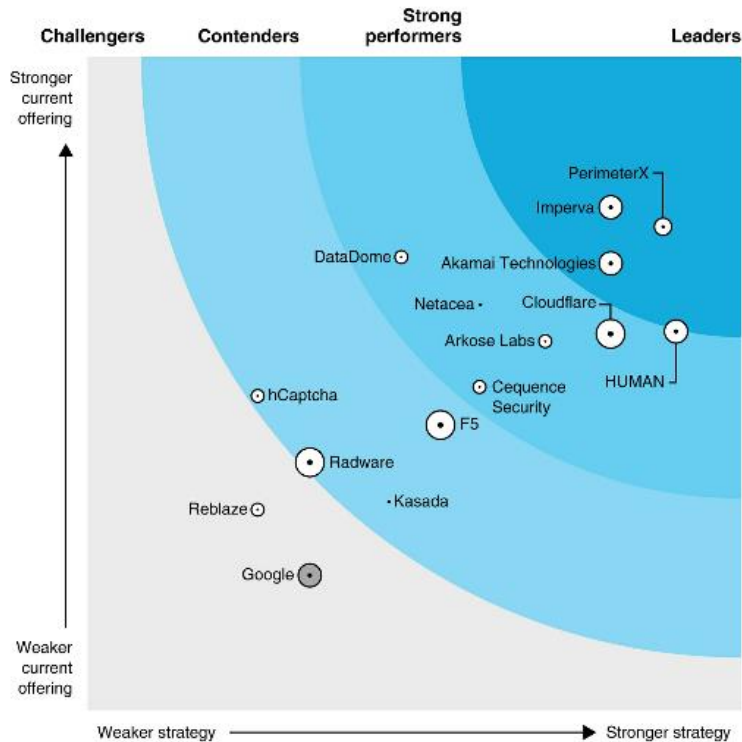 Challengers
Contenders
Strong
performers
Leaders
Stronger
current
offering
PerimeterX
Imperva
DataDome
Akamai Technologies
Netacea
Cloudflare
Arkose Labs
HUMAN
Cequence
Security
hCaptcha
F5
Radware
Kasada
Reblaze
Google
Weaker
current
offering
Weaker strategy
Stronger strategy